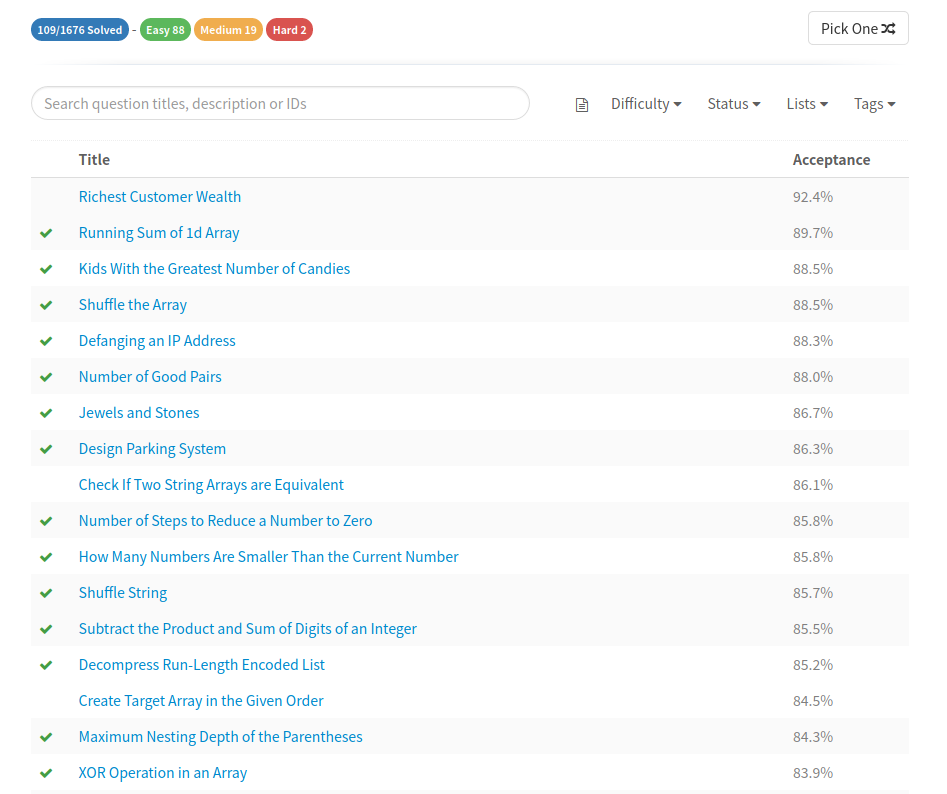 109/1676 Solved - Easy 88 Medium 19 Hard 2 Pick One
Search question titles, description or IDs Difficulty Status Lists Tags
Title Acceptance
Richest Customer Wealth 92.4%
Running Sum of 1d Array 89.7%
Kids With the Greatest Number of Candies 88.5%
Shuffle the Array 88.5%
Defanging an IP Address 88.3%
Number of Good Pairs 88.0%
Jewels and Stones 86.7%
Design Parking System 86.3%
Check If Two String Arrays are Equivalent 86.1%
Number of Steps to Reduce a Number to Zero 85.8%
How Many Numbers Are Smaller Than the Current Number 85.8%
Shuffle String 85.7%
Subtract the Product and Sum of Digits of an Integer 85.5%
Decompress Run-Length Encoded List 85.2%
Create Target Array in the Given Order 84.5%
Maximum Nesting Depth of the Parentheses 84.3%
XOR Operation in an Array 83.9%